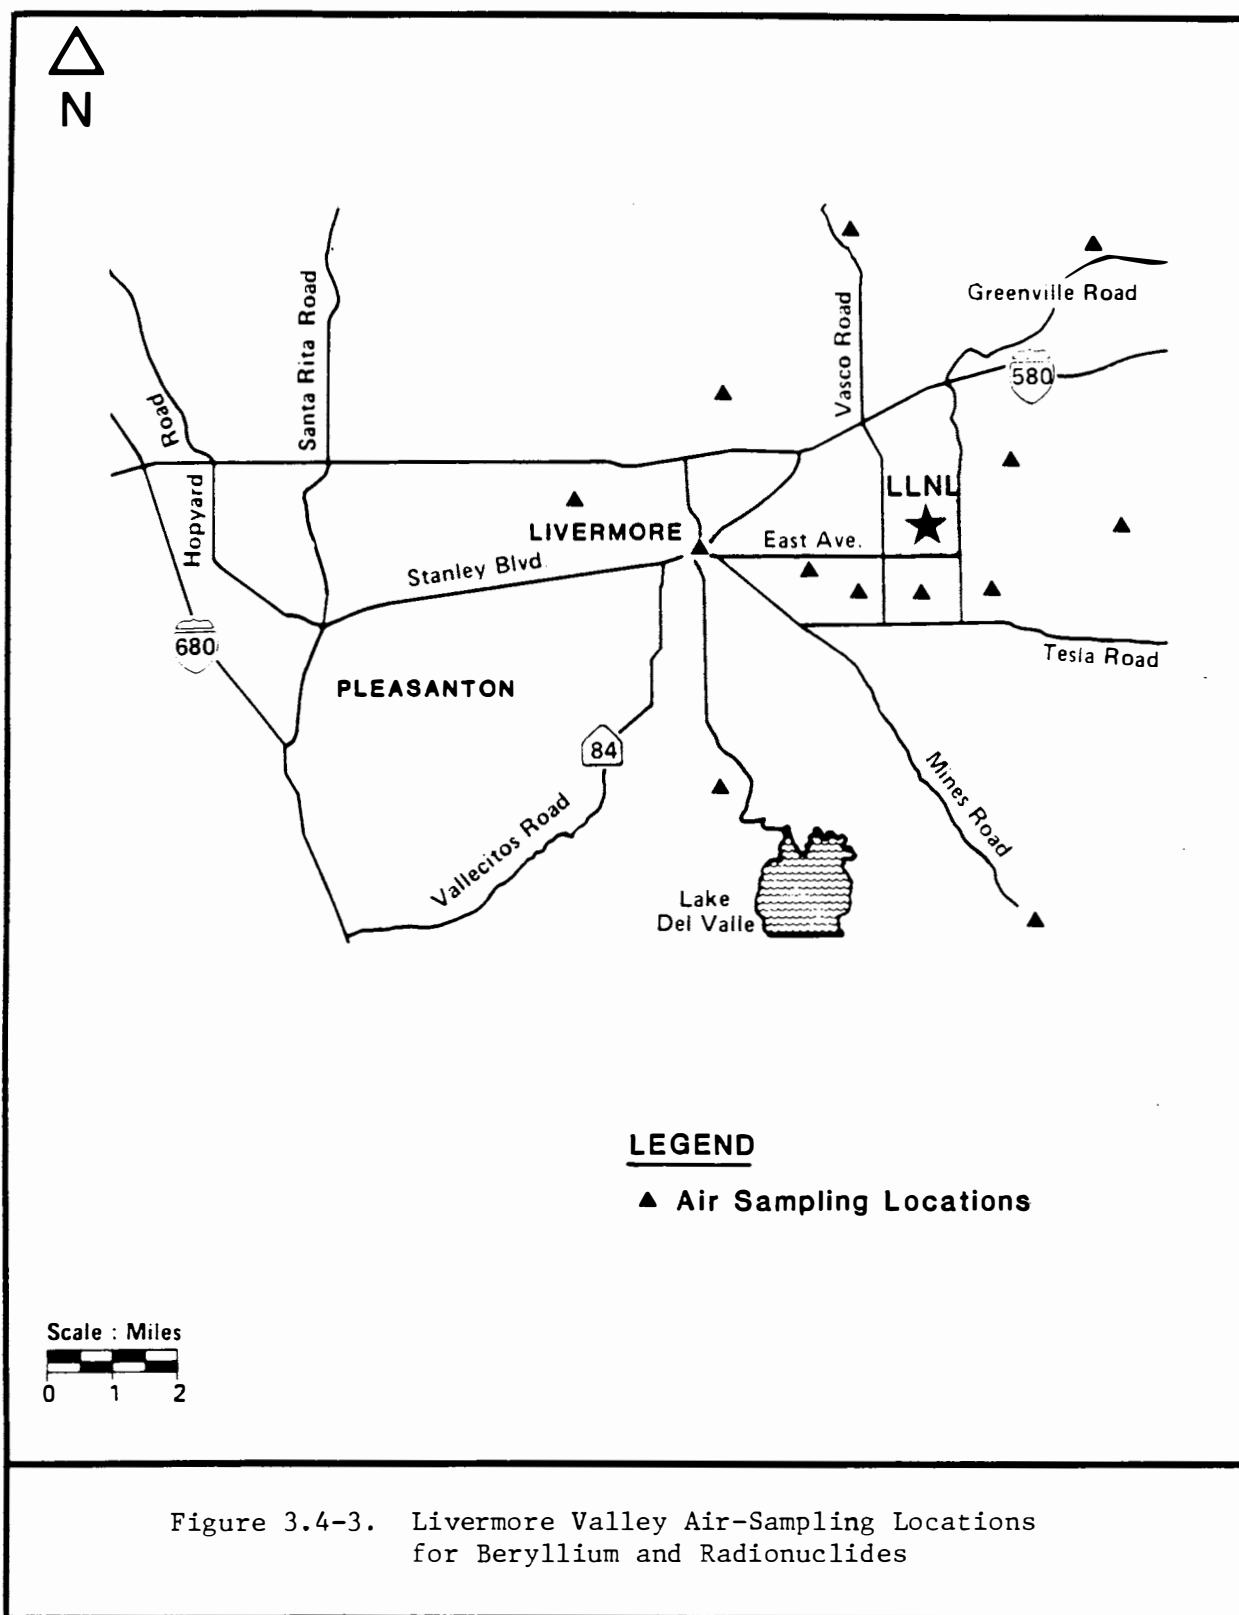 N
Santa Rita Road
Vasco Road
Greenville Road
580
Hopyard Road
LLNL
LIVERMORE
East Ave.
Stanley Blvd.
680
Tesla Road
PLEASANTON
84
Mines Road
Vallecitos Road
Lake
Del Valle
LEGEND
Air Sampling Locations
Scale : Miles
0 1 2
Figure 3.4-3. Livermore Valley Air-Sampling Locations
for Beryllium and Radionuclides